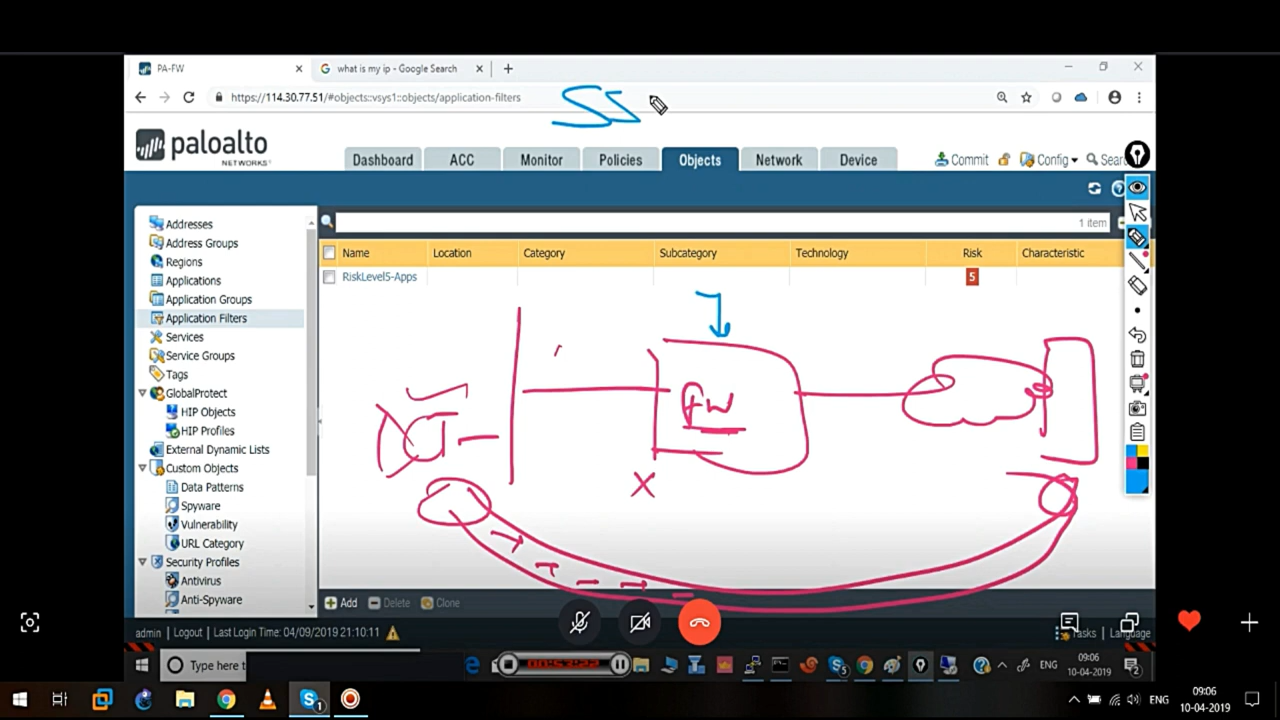 PA-FW
what is my ip - Google Search
https://114.30.77.51/#objects::vsys1::objects/application-filters
SS
paloalto
NETWORKS
Dashboard ACC Monitor Policies Objects Network Device Commit Config Sear
1 item
Name Location Category Subcategory Technology Risk Characteristic
RiskLevel5-Apps 5
Addresses
Address Groups
Regions
Applications
Application Groups
Application Filters
Services
Service Groups
Tags
GlobalProtect
HIP Objects
HIP Profiles
External Dynamic Lists
Custom Objects
Data Patterns
Spyware
Vulnerability
URL Category
Security Profiles
Antivirus
Anti-Spyware
FW
X
Add Delete Clone
admin | Logout | Last Login Time: 04/09/2019 21:10:11
Tasks | Language
Type here t
00:57:22
ENG
09:06
10-04-2019
2
ENG
09:06
10-04-2019